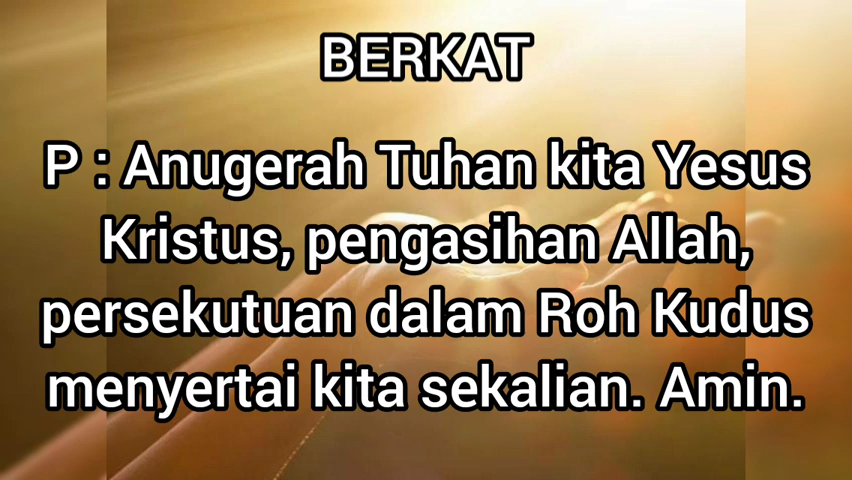 BERKAT
P : Anugerah Tuhan kita Yesus
Kristus, pengasihan Allah,
persekutuan dalam Roh Kudus
menyertai kita sekalian. Amin.